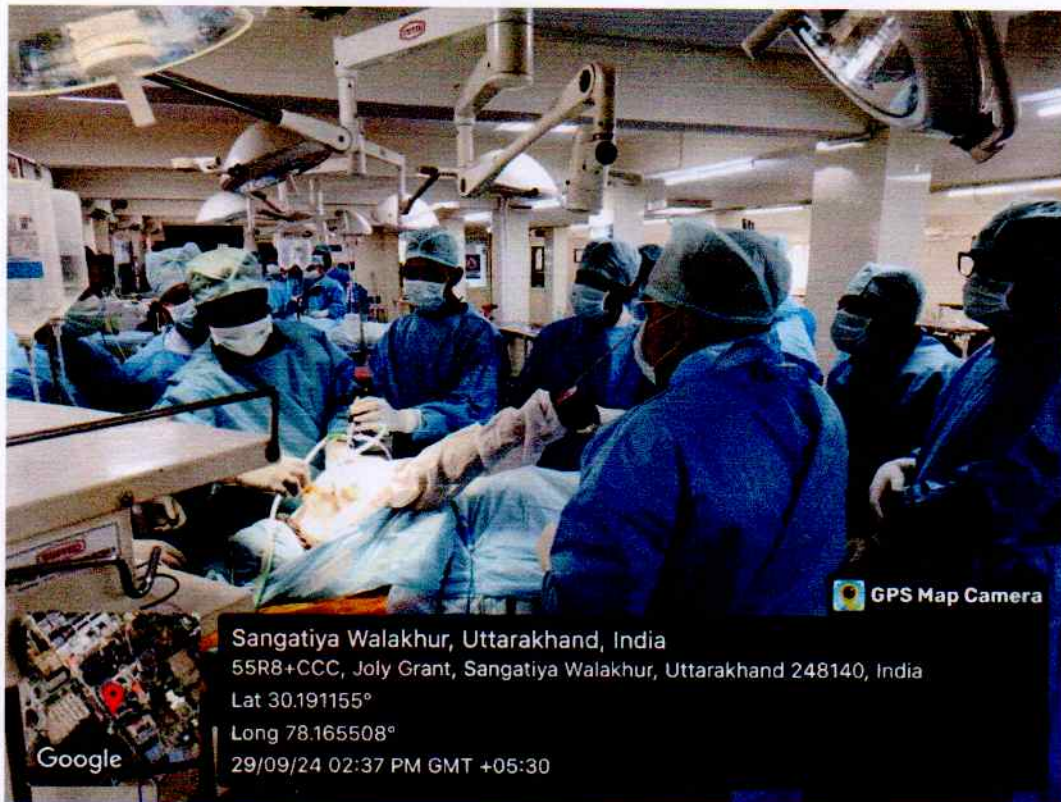 GPS Map Camera
Sangatiya Walakhur, Uttarakhand, India
55R8+CCC, Joly Grant, Sangatiya Walakhur, Uttarakhand 248140, India
Lat 30.191155°
Long 78.165508°
29/09/24 02:37 PM GMT +05:30
Google